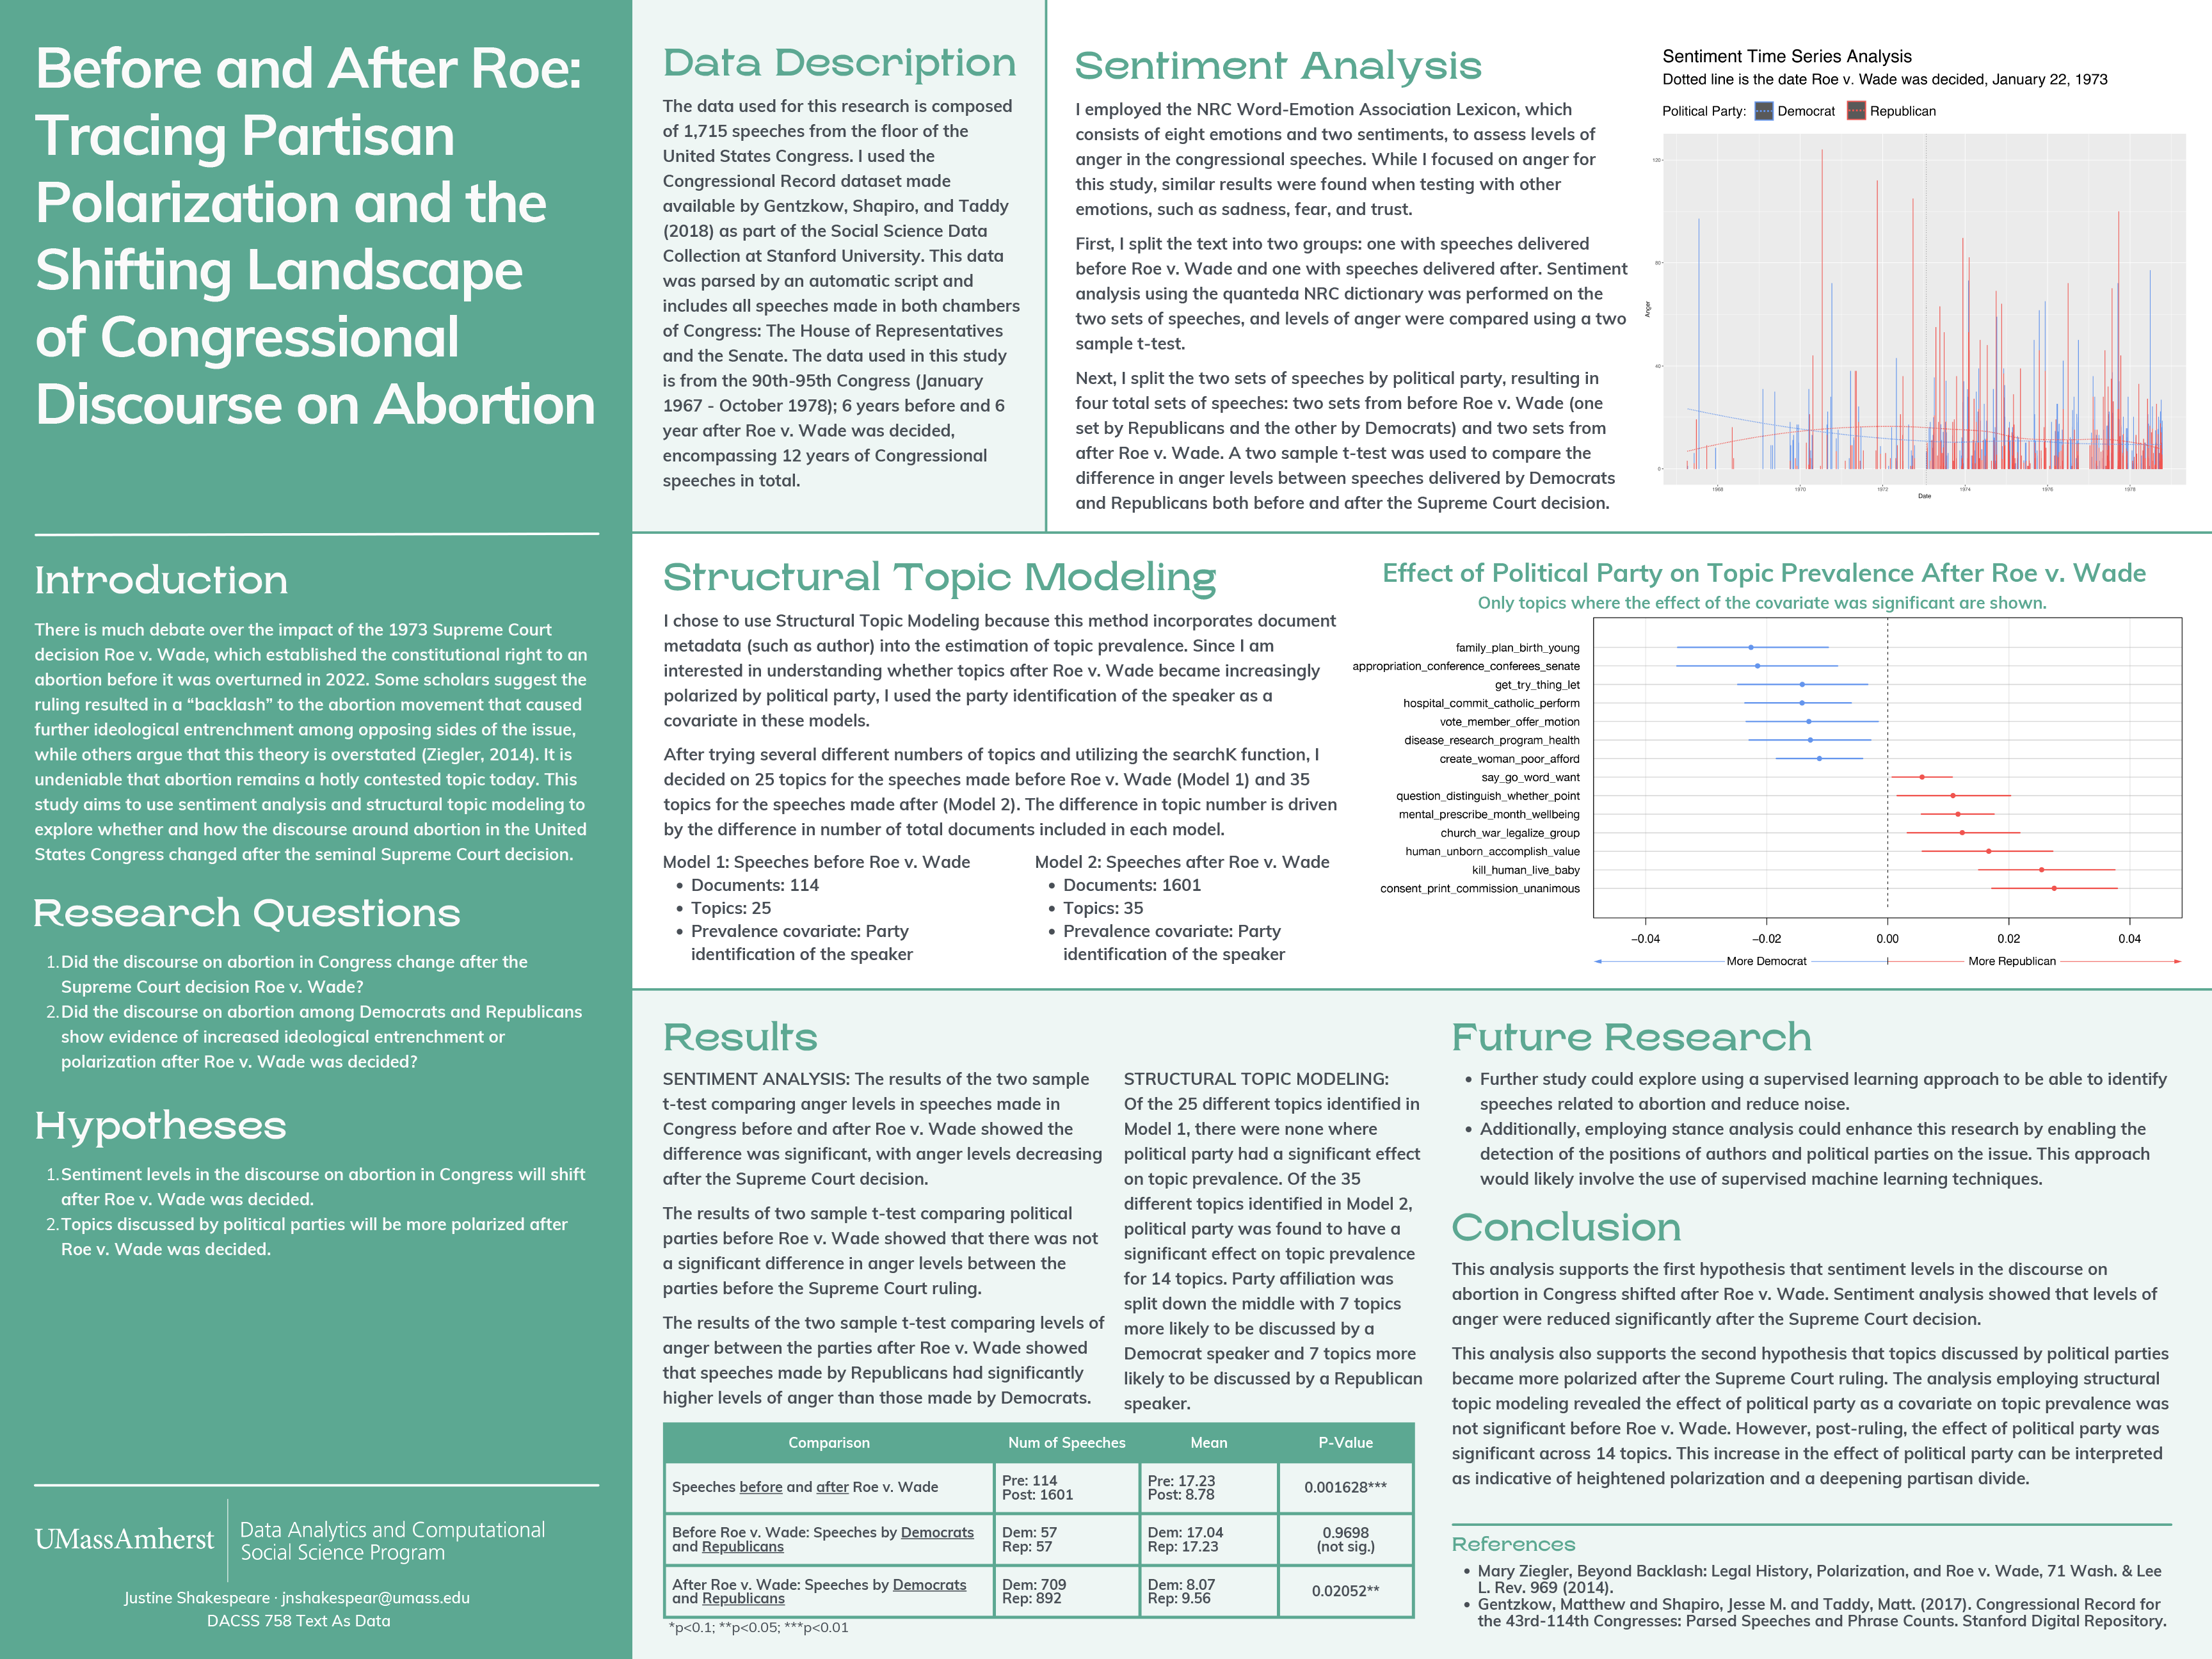 Before and After Roe:
Tracing Partisan
Polarization and the
Shifting Landscape
of Congressional
Discourse on Abortion
Introduction
There is much debate over the impact of the 1973 Supreme Court
decision Roe v. Wade, which established the constitutional right to an
abortion before it was overturned in 2022. Some scholars suggest the
ruling resulted in a “backlash” to the abortion movement that caused
further ideological entrenchment among opposing sides of the issue,
while others argue that this theory is overstated (Ziegler, 2014). It is
undeniable that abortion remains a hotly contested topic today. This
study aims to use sentiment analysis and structural topic modeling to
explore whether and how the discourse around abortion in the United
States Congress changed after the seminal Supreme Court decision.
Research Questions
1. Did the discourse on abortion in Congress change after the
Supreme Court decision Roe v. Wade?
2. Did the discourse on abortion among Democrats and Republicans
show evidence of increased ideological entrenchment or
polarization after Roe v. Wade was decided?
Hypotheses
1. Sentiment levels in the discourse on abortion in Congress will shift
after Roe v. Wade was decided.
2. Topics discussed by political parties will be more polarized after
Roe v. Wade was decided.
UMassAmherst
Data Analytics and Computational
Social Science Program
Justine Shakespeare · jnshakespear@umass.edu
DACSS 758 Text As Data
Data Description
The data used for this research is composed
of 1,715 speeches from the floor of the
United States Congress. I used the
Congressional Record dataset made
available by Gentzkow, Shapiro, and Taddy
(2018) as part of the Social Science Data
Collection at Stanford University. This data
was parsed by an automatic script and
includes all speeches made in both chambers
of Congress: The House of Representatives
and the Senate. The data used in this study
is from the 90th-95th Congress (January
1967 - October 1978); 6 years before and 6
year after Roe v. Wade was decided,
encompassing 12 years of Congressional
speeches in total.
Sentiment Analysis
I employed the NRC Word-Emotion Association Lexicon, which
consists of eight emotions and two sentiments, to assess levels of
anger in the congressional speeches. While I focused on anger for
this study, similar results were found when testing with other
emotions, such as sadness, fear, and trust.
First, I split the text into two groups: one with speeches delivered
before Roe v. Wade and one with speeches delivered after. Sentiment
analysis using the quanteda NRC dictionary was performed on the
two sets of speeches, and levels of anger were compared using a two
sample t-test.
Next, I split the two sets of speeches by political party, resulting in
four total sets of speeches: two sets from before Roe v. Wade (one
set by Republicans and the other by Democrats) and two sets from
after Roe v. Wade. A two sample t-test was used to compare the
difference in anger levels between speeches delivered by Democrats
and Republicans both before and after the Supreme Court decision.
Sentiment Time Series Analysis
Dotted line is the date Roe v. Wade was decided, January 22, 1973
Political Party: Democrat Republican
120
80
40
0
Anger
1968 1970 1972 1974 1976 1978
Date
Structural Topic Modeling
I chose to use Structural Topic Modeling because this method incorporates document
metadata (such as author) into the estimation of topic prevalence. Since I am
interested in understanding whether topics after Roe v. Wade became increasingly
polarized by political party, I used the party identification of the speaker as a
covariate in these models.
After trying several different numbers of topics and utilizing the searchK function, I
decided on 25 topics for the speeches made before Roe v. Wade (Model 1) and 35
topics for the speeches made after (Model 2). The difference in topic number is driven
by the difference in number of total documents included in each model.
Model 1: Speeches before Roe v. Wade
• Documents: 114
• Topics: 25
• Prevalence covariate: Party
identification of the speaker
Model 2: Speeches after Roe v. Wade
• Documents: 1601
• Topics: 35
• Prevalence covariate: Party
identification of the speaker
Effect of Political Party on Topic Prevalence After Roe v. Wade
Only topics where the effect of the covariate was significant are shown.
family_plan_birth_young
appropriation_conference_conferees_senate
get_try_thing_let
hospital_commit_catholic_perform
vote_member_offer_motion
disease_research_program_health
create_woman_poor_afford
say_go_word_want
question_distinguish_whether_point
mental_prescribe_month_wellbeing
church_war_legalize_group
human_unborn_accomplish_value
kill_human_live_baby
consent_print_commission_unanimous
−0.04 −0.02 0.00 0.02 0.04
More Democrat More Republican
Results
SENTIMENT ANALYSIS: The results of the two sample
t-test comparing anger levels in speeches made in
Congress before and after Roe v. Wade showed the
difference was significant, with anger levels decreasing
after the Supreme Court decision.
The results of two sample t-test comparing political
parties before Roe v. Wade showed that there was not
a significant difference in anger levels between the
parties before the Supreme Court ruling.
The results of the two sample t-test comparing levels of
anger between the parties after Roe v. Wade showed
that speeches made by Republicans had significantly
higher levels of anger than those made by Democrats.
STRUCTURAL TOPIC MODELING:
Of the 25 different topics identified in
Model 1, there were none where
political party had a significant effect
on topic prevalence. Of the 35
different topics identified in Model 2,
political party was found to have a
significant effect on topic prevalence
for 14 topics. Party affiliation was
split down the middle with 7 topics
more likely to be discussed by a
Democrat speaker and 7 topics more
likely to be discussed by a Republican
speaker.
Comparison Num of Speeches Mean P-Value
Speeches before and after Roe v. Wade
Pre: 114
Post: 1601
Pre: 17.23
Post: 8.78
0.001628***
Before Roe v. Wade: Speeches by Democrats
and Republicans
Dem: 57
Rep: 57
Dem: 17.04
Rep: 17.23
0.9698
(not sig.)
After Roe v. Wade: Speeches by Democrats
and Republicans
Dem: 709
Rep: 892
Dem: 8.07
Rep: 9.56
0.02052**
*p<0.1; **p<0.05; ***p<0.01
Future Research
• Further study could explore using a supervised learning approach to be able to identify
speeches related to abortion and reduce noise.
• Additionally, employing stance analysis could enhance this research by enabling the
detection of the positions of authors and political parties on the issue. This approach
would likely involve the use of supervised machine learning techniques.
Conclusion
This analysis supports the first hypothesis that sentiment levels in the discourse on
abortion in Congress shifted after Roe v. Wade. Sentiment analysis showed that levels of
anger were reduced significantly after the Supreme Court decision.
This analysis also supports the second hypothesis that topics discussed by political parties
became more polarized after the Supreme Court ruling. The analysis employing structural
topic modeling revealed the effect of political party as a covariate on topic prevalence was
not significant before Roe v. Wade. However, post-ruling, the effect of political party was
significant across 14 topics. This increase in the effect of political party can be interpreted
as indicative of heightened polarization and a deepening partisan divide.
References
• Mary Ziegler, Beyond Backlash: Legal History, Polarization, and Roe v. Wade, 71 Wash. & Lee
L. Rev. 969 (2014).
• Gentzkow, Matthew and Shapiro, Jesse M. and Taddy, Matt. (2017). Congressional Record for
the 43rd-114th Congresses: Parsed Speeches and Phrase Counts. Stanford Digital Repository.